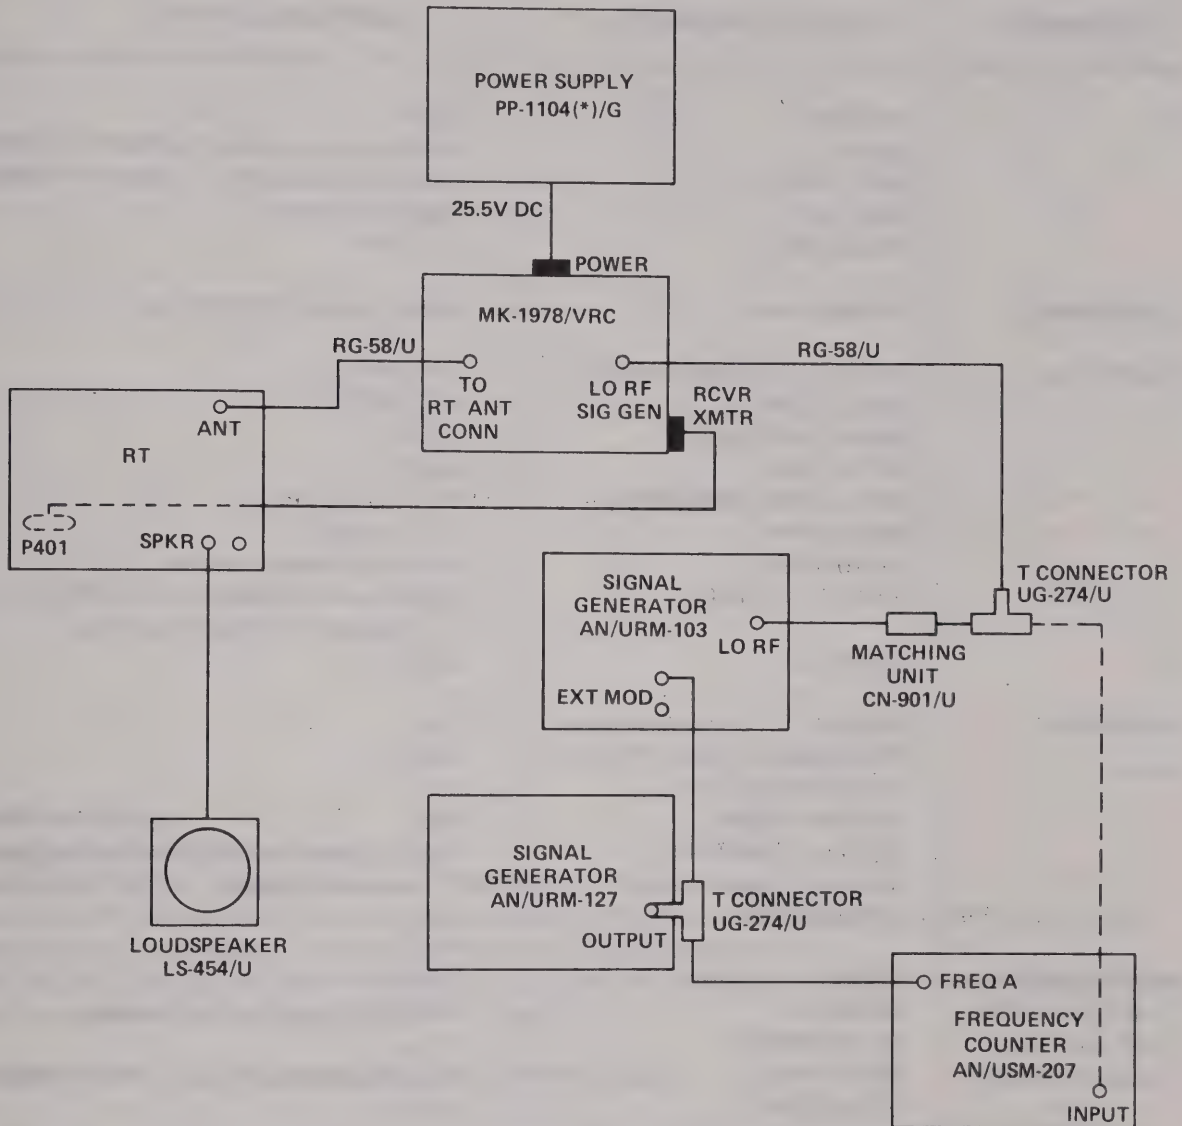 POWER SUPPLY
PP-1104(*)/G
25.5V DC
POWER
MK-1978/VRC
RG-58/U
RG-58/U
TO
RT ANT
CONN
LO RF
SIG GEN
RCVR
XMTR
ANT
RT
P401
SPKR
SIGNAL
GENERATOR
AN/URM-103
LO RF
EXT MOD
T CONNECTOR
UG-274/U
MATCHING
UNIT
CN-901/U
SIGNAL
GENERATOR
AN/URM-127
OUTPUT
T CONNECTOR
UG-274/U
LOUDSPEAKER
LS-454/U
FREQ A
FREQUENCY
COUNTER
AN/USM-207
INPUT